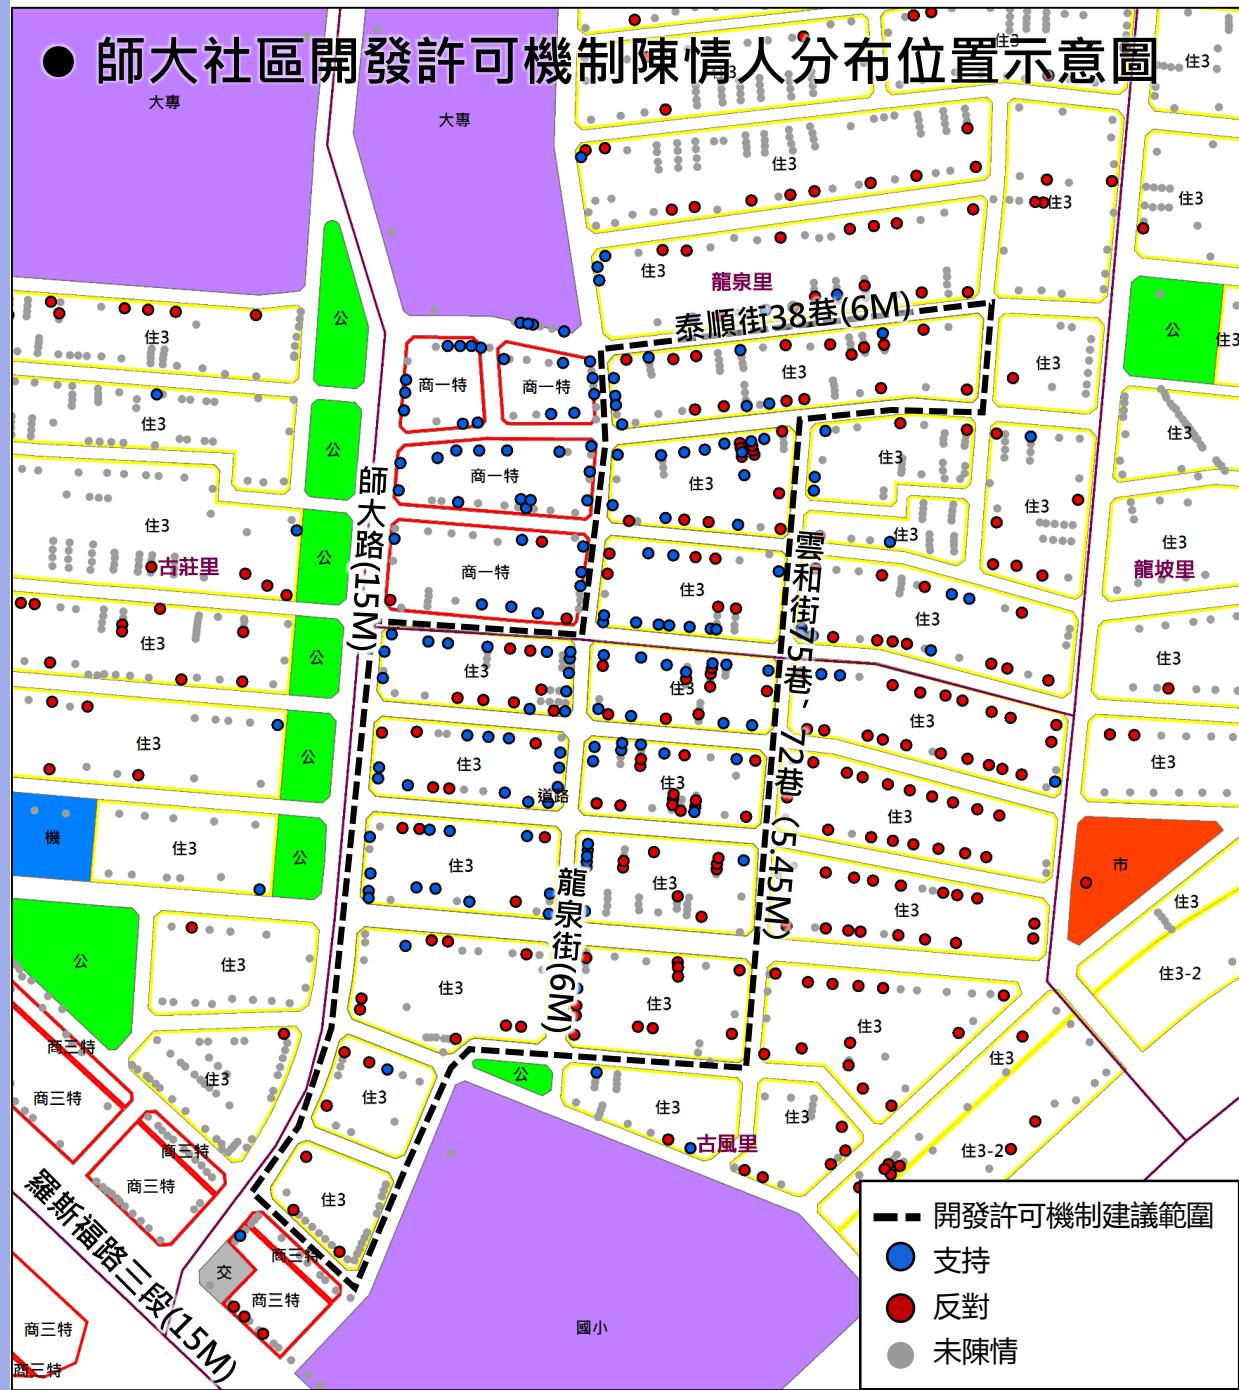 ● 師大社區開發許可機制陳情人分布位置示意圖
住3
住3
住3
大專
大專
住3
住3
住3
住3
龍泉里
公
公
住3
住3
泰順街38巷(6M)
住3
住3
商一特
商一特
住3
公
住3
住3
商一特
住3
住3
住3
師大路(15M)
住3
公
古莊里
商一特
住3
住3
雲和街75巷、72巷（5.45M）
住3
龍坡里
住3
公
住3
住3
住3
住3
住3
公
住3
住3
住3
住3
道路
住3
機
住3
公
住3
住3
住3
市
龍泉街(6M)
住3
公
住3
住3
住3
住3-2
住3
商三特
商三特
住3
公
住3
住3
住3
住3
古風里
住3-2
商三特
商三特
住3
羅斯福路三段(15M)
交
商三特
商三特
商三特
商三特
國小
開發許可機制建議範圍
支持
反對
未陳情